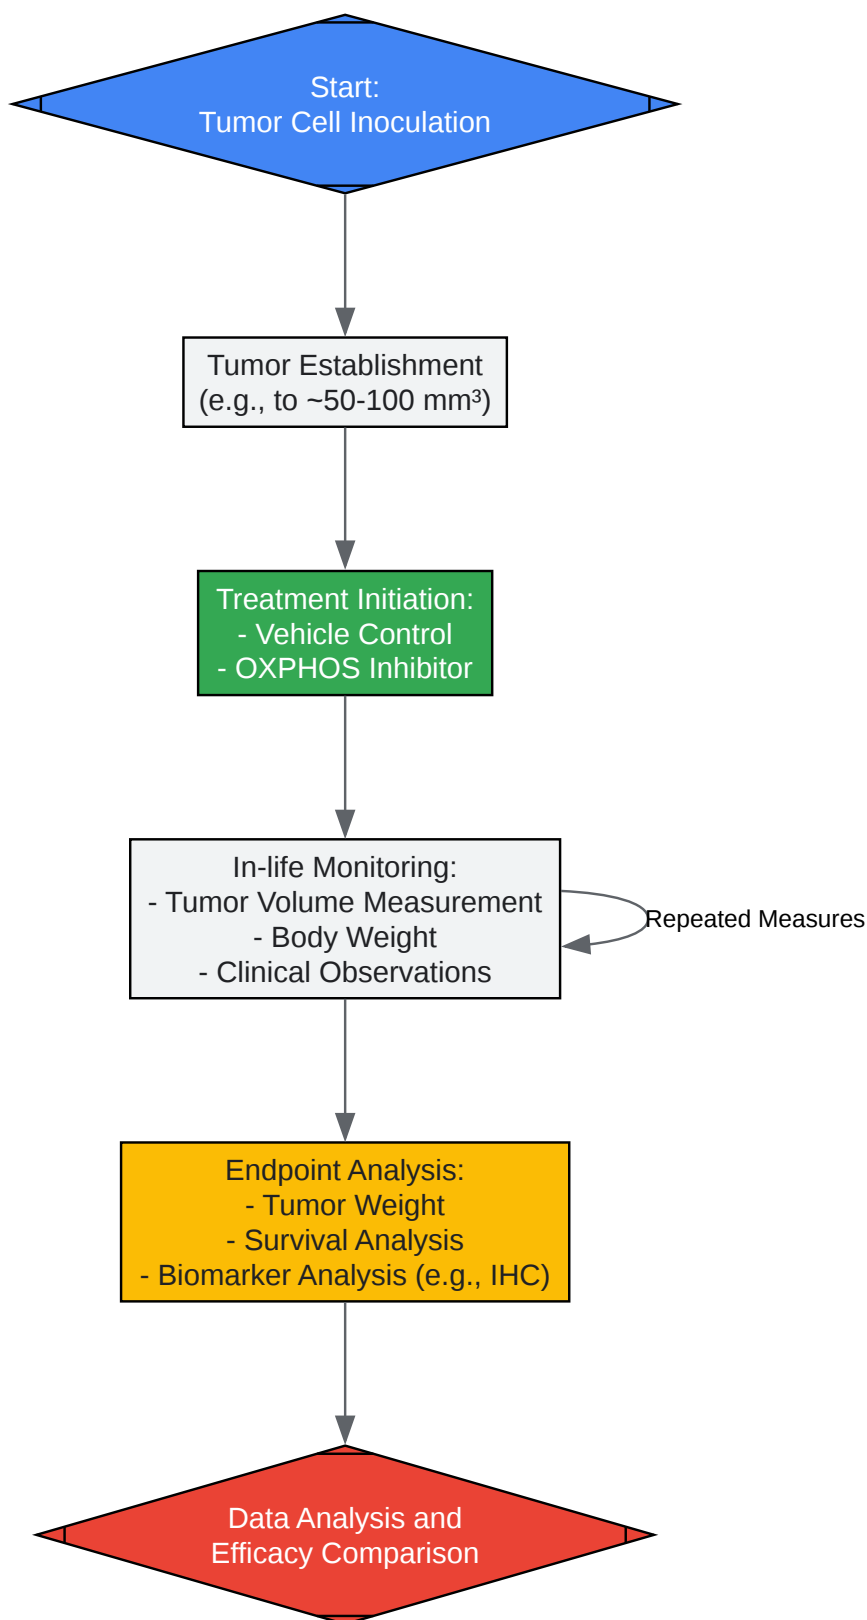 Start:
Tumor Cell Inoculation
Tumor Establishment
(e.g., to ~50-100 mm³)
Treatment Initiation:
- Vehicle Control
- OXPHOS Inhibitor
In-life Monitoring:
- Tumor Volume Measurement
- Body Weight
- Clinical Observations
Repeated Measures
Endpoint Analysis:
- Tumor Weight
- Survival Analysis
- Biomarker Analysis (e.g., IHC)
Data Analysis and
Efficacy Comparison